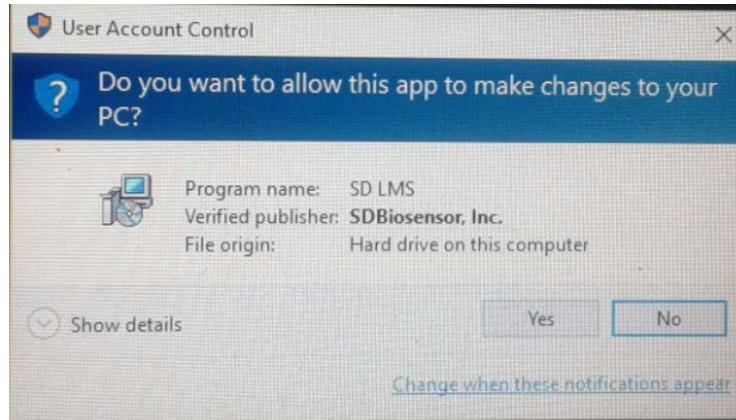 User Account Control
Do you want to allow this app to make changes to your
PC?
Program name: SD LMS
Verified publisher: SDBiosensor, Inc.
File origin: Hard drive on this computer
Show details
Yes
No
Change when these notifications appear